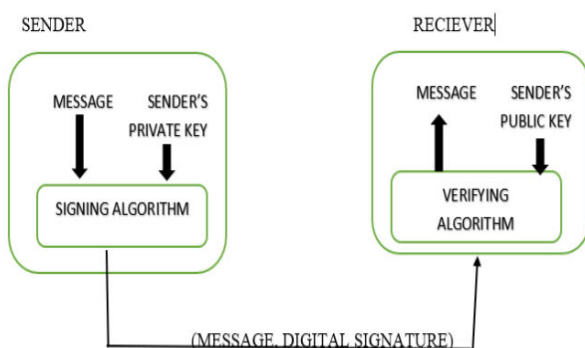 SENDER
RECIEVER
MESSAGE
SENDER'S
PRIVATE KEY
SIGNING ALGORITHM
MESSAGE
SENDER'S
PUBLIC KEY
VERIFYING
ALGORITHM
(MESSAGE, DIGITAL SIGNATURE)